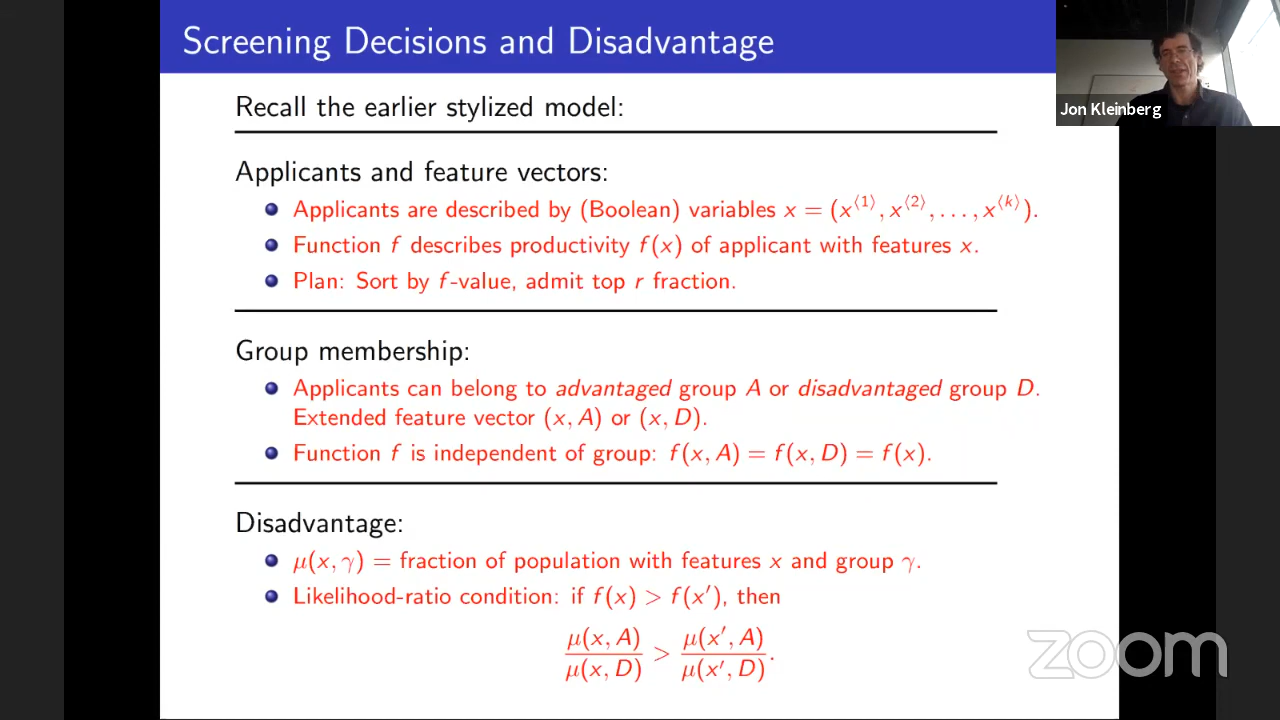 Screening Decisions and Disadvantage
Jon Kleinberg
Recall the earlier stylized model:
Applicants and feature vectors:
Applicants are described by (Boolean) variables x = (x⟨1⟩, x⟨2⟩, . . . , x⟨k⟩).
Function f describes productivity f(x) of applicant with features x.
Plan: Sort by f-value, admit top r fraction.
Group membership:
Applicants can belong to advantaged group A or disadvantaged group D.
Extended feature vector (x, A) or (x, D).
Function f is independent of group: f(x, A) = f(x, D) = f(x).
Disadvantage:
μ(x, γ) = fraction of population with features x and group γ.
Likelihood-ratio condition: if f(x) > f(x′), then
μ(x, A) / μ(x, D) > μ(x′, A) / μ(x′, D).
zoom